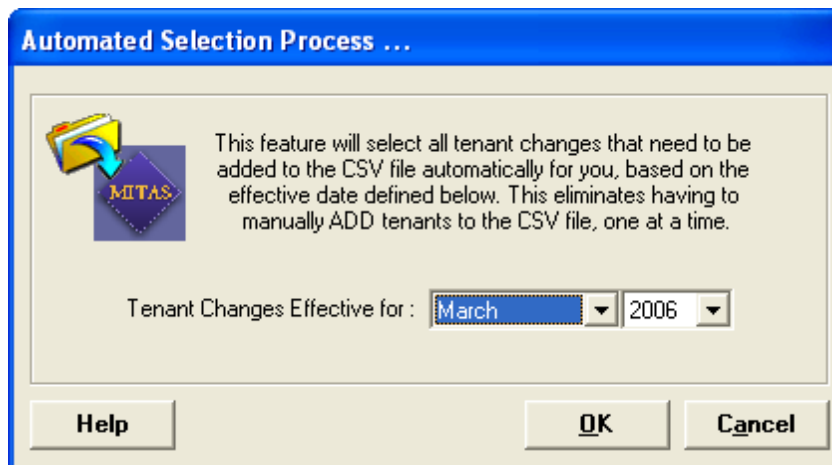 Automated Selection Process ...
This feature will select all tenant changes that need to be
added to the CSV file automatically for you, based on the
effective date defined below. This eliminates having to
manually ADD tenants to the CSV file, one at a time.
MITAS
Tenant Changes Effective for : March 2006
Help OK Cancel